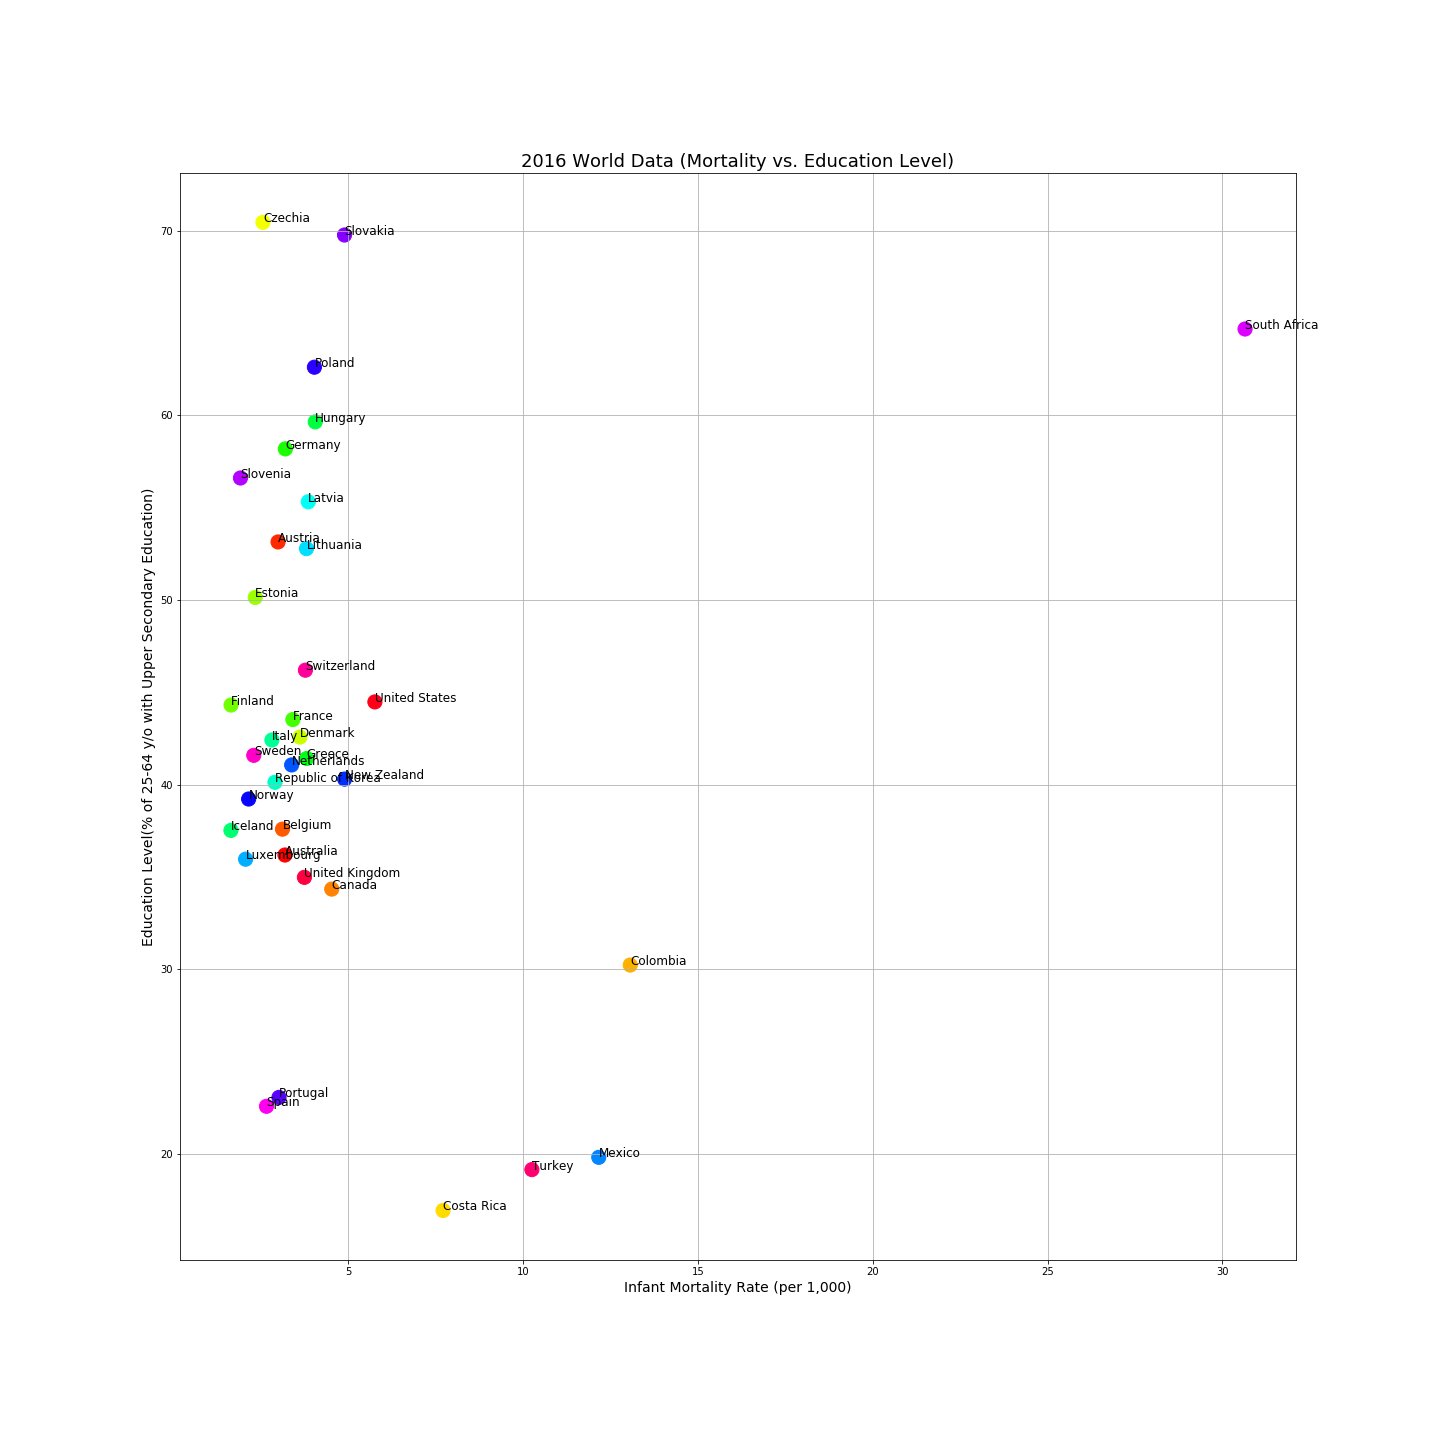 2016 World Data (Mortality vs. Education Level)
Education Level(% of 25-64 y/o with Upper Secondary Education)
70
60
50
40
30
20
Czechia
Slovakia
South Africa
Poland
Hungary
Germany
Slovenia
Latvia
Austria
Lithuania
Estonia
Switzerland
United States
Finland
France
Denmark
Italy
Sweden
Greece
Netherlands
New Zealand
Republic of Korea
Norway
Iceland
Belgium
Australia
Luxembourg
United Kingdom
Canada
Colombia
Portugal
Spain
Mexico
Turkey
Costa Rica
5 10 15 20 25 30
Infant Mortality Rate (per 1,000)